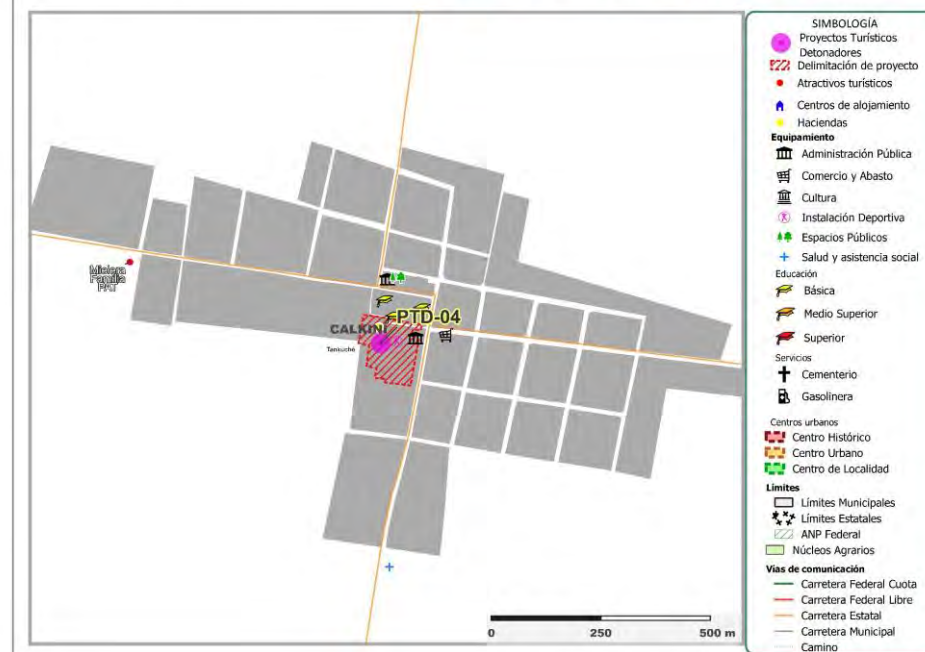 Mielera
Familia
PAT
PTD-04
CALKINÍ
Tankuché
0 250 500 m
SIMBOLOGÍA
Proyectos Turísticos
Detonadores
Delimitación de proyecto
Atractivos turísticos
Centros de alojamiento
Haciendas
Equipamiento
Administración Pública
Comercio y Abasto
Cultura
Instalación Deportiva
Espacios Públicos
Salud y asistencia social
Educación
Básica
Medio Superior
Superior
Servicios
Cementerio
Gasolinera
Centros urbanos
Centro Histórico
Centro Urbano
Centro de Localidad
Límites
Límites Municipales
Límites Estatales
ANP Federal
Núcleos Agrarios
Vías de comunicación
Carretera Federal Cuota
Carretera Federal Libre
Carretera Estatal
Carretera Municipal
Camino